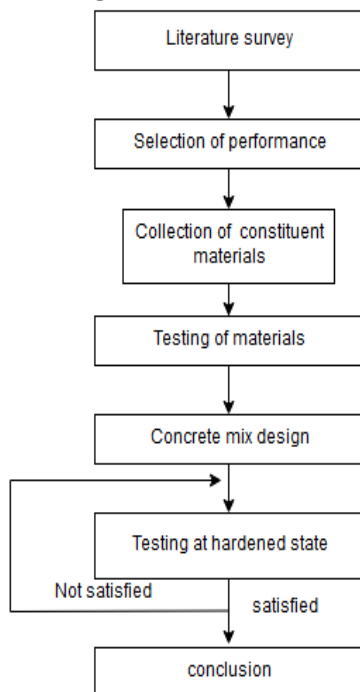 Literature survey
Selection of performance
Collection of constituent
materials
Testing of materials
Concrete mix design
Testing at hardened state
Not satisfied
satisfied
conclusion